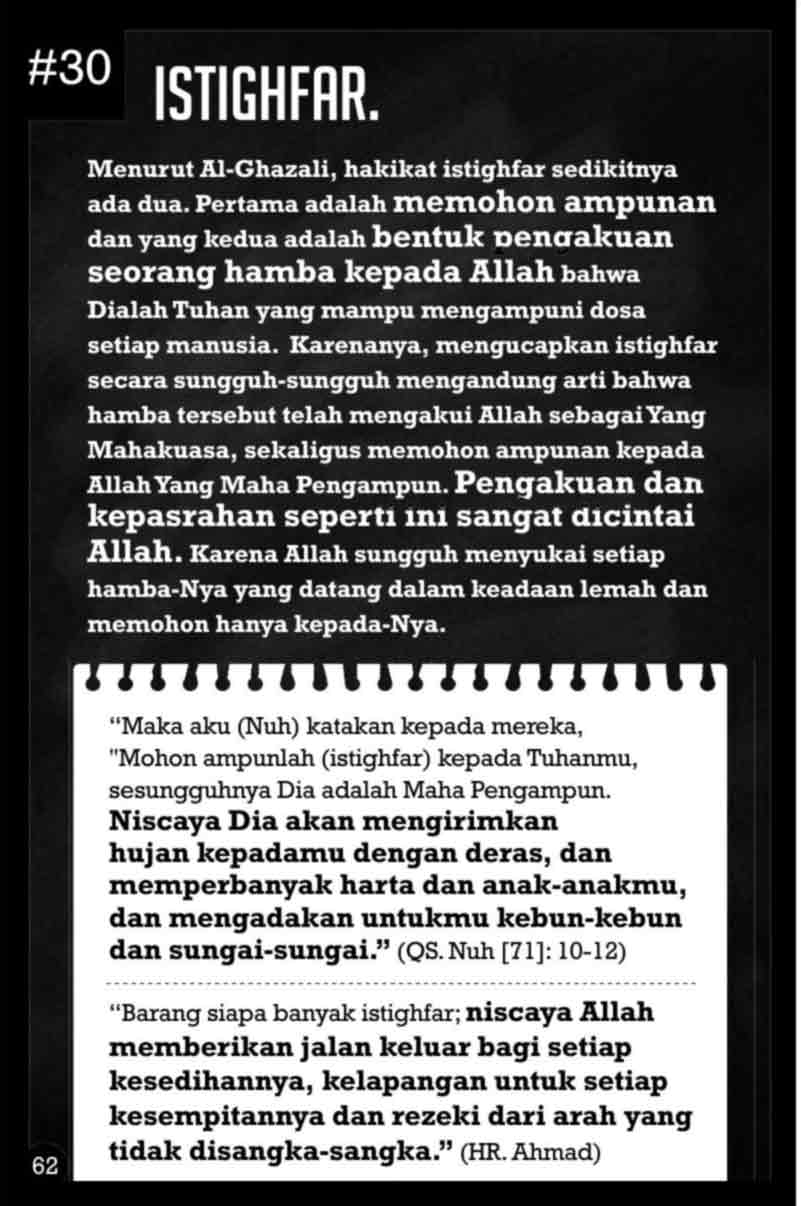 #30
ISTIGHFAR.
Menurut Al-Ghazali, hakikat istighfar sedikitnya
ada dua. Pertama adalah memohon ampunan
dan yang kedua adalah bentuk pengakuan
seorang hamba kepada Allah bahwa
Dialah Tuhan yang mampu mengampuni dosa
setiap manusia. Karenanya, mengucapkan istighfar
secara sungguh-sungguh mengandung arti bahwa
hamba tersebut telah mengakui Allah sebagai Yang
Mahakuasa, sekaligus memohon ampunan kepada
Allah Yang Maha Pengampun. Pengakuan dan
kepasrahan seperti ini sangat dicintai
Allah. Karena Allah sungguh menyukai setiap
hamba-Nya yang datang dalam keadaan lemah dan
memohon hanya kepada-Nya.
“Maka aku (Nuh) katakan kepada mereka,
"Mohon ampunlah (istighfar) kepada Tuhanmu,
sesungguhnya Dia adalah Maha Pengampun.
Niscaya Dia akan mengirimkan
hujan kepadamu dengan deras, dan
memperbanyak harta dan anak-anakmu,
dan mengadakan untukmu kebun-kebun
dan sungai-sungai.” (QS. Nuh [71]: 10-12)
“Barang siapa banyak istighfar; niscaya Allah
memberikan jalan keluar bagi setiap
kesedihannya, kelapangan untuk setiap
kesempitannya dan rezeki dari arah yang
tidak disangka-sangka.” (HR. Ahmad)
62